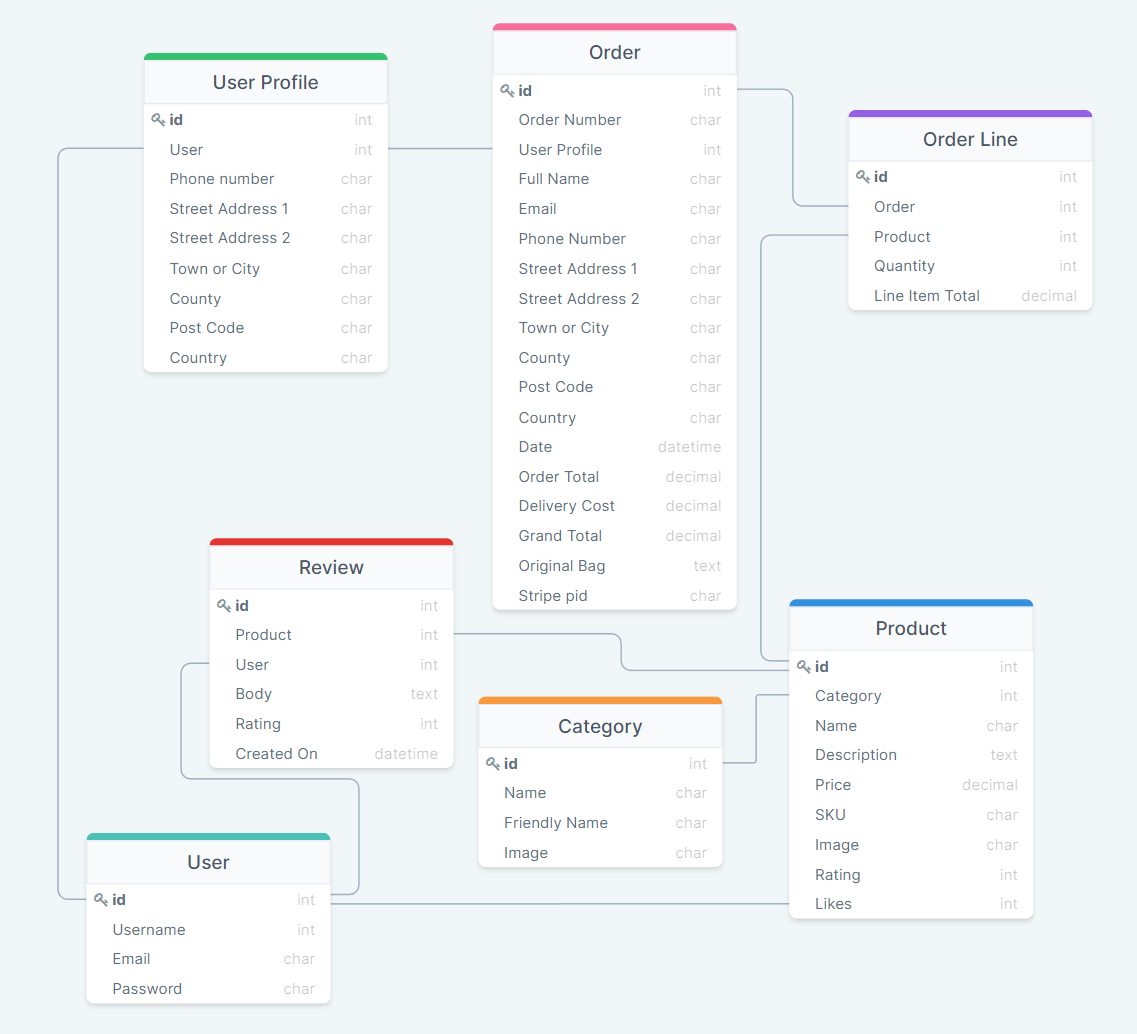 User Profile
id int
User int
Phone number char
Street Address 1 char
Street Address 2 char
Town or City char
County char
Post Code char
Country char
Order
id int
Order Number char
User Profile int
Full Name char
Email char
Phone Number char
Street Address 1 char
Street Address 2 char
Town or City char
County char
Post Code char
Country char
Date datetime
Order Total decimal
Delivery Cost decimal
Grand Total decimal
Original Bag text
Stripe pid char
Order Line
id int
Order int
Product int
Quantity int
Line Item Total decimal
Review
id int
Product int
User int
Body text
Rating int
Created On datetime
Category
id int
Name char
Friendly Name char
Image char
Product
id int
Category int
Name char
Description text
Price decimal
SKU char
Image char
Rating int
Likes int
User
id int
Username int
Email char
Password char